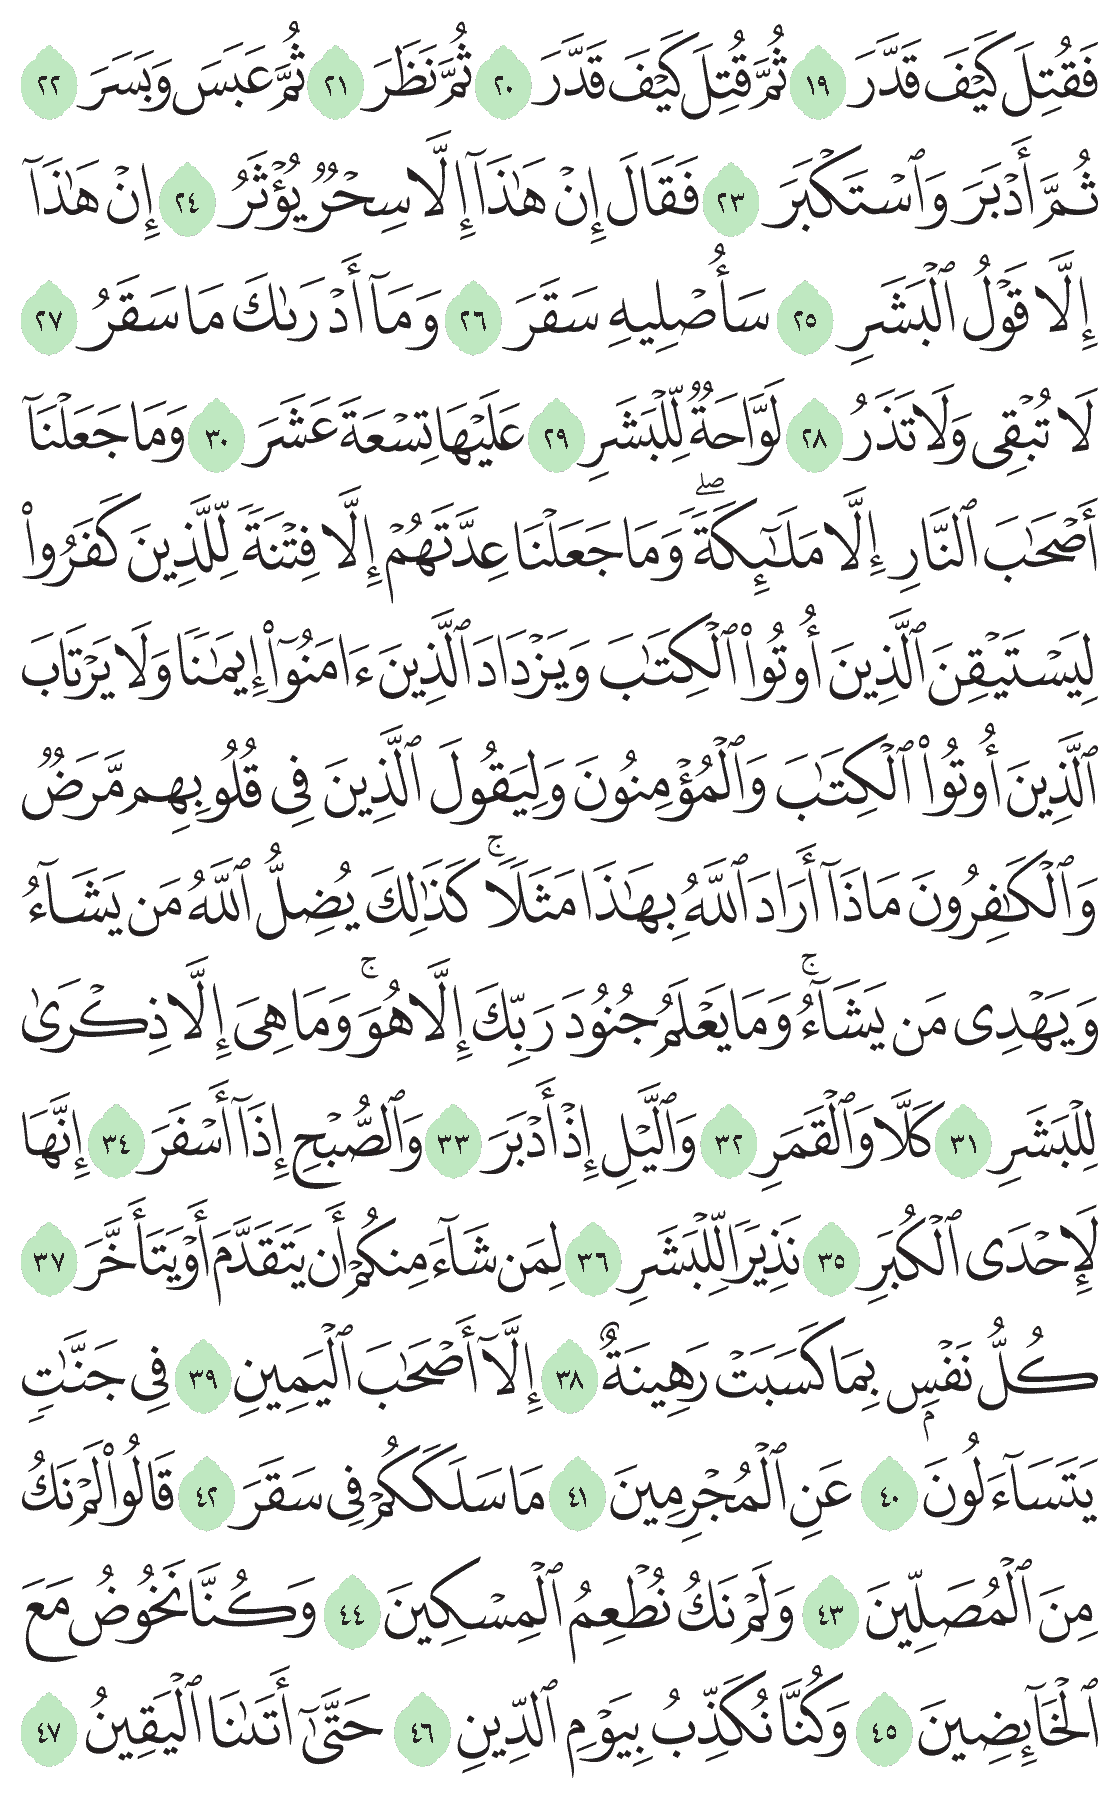 فَقُتِلَ كَيْفَ قَدَّرَ ١٩ ثُمَّ قُتِلَ كَيْفَ قَدَّرَ ٢٠ ثُمَّ نَظَرَ ٢١ ثُمَّ عَبَسَ وَبَسَرَ ٢٢
ثُمَّ أَدْبَرَ وَٱسْتَكْبَرَ ٢٣ فَقَالَ إِنْ هَٰذَآ إِلَّا سِحْرٌ يُؤْثَرُ ٢٤ إِنْ هَٰذَآ
إِلَّا قَوْلُ ٱلْبَشَرِ ٢٥ سَأُصْلِيهِ سَقَرَ ٢٦ وَمَآ أَدْرَىٰكَ مَا سَقَرُ ٢٧
لَا تُبْقِى وَلَا تَذَرُ ٢٨ لَوَّاحَةٌ لِّلْبَشَرِ ٢٩ عَلَيْهَا تِسْعَةَ عَشَرَ ٣٠ وَمَا جَعَلْنَآ
أَصْحَٰبَ ٱلنَّارِ إِلَّا مَلَٰٓئِكَةً ۖ وَمَا جَعَلْنَا عِدَّتَهُمْ إِلَّا فِتْنَةً لِّلَّذِينَ كَفَرُوا۟
لِيَسْتَيْقِنَ ٱلَّذِينَ أُوتُوا۟ ٱلْكِتَٰبَ وَيَزْدَادَ ٱلَّذِينَ ءَامَنُوٓا۟ إِيمَٰنًا وَلَا يَرْتَابَ
ٱلَّذِينَ أُوتُوا۟ ٱلْكِتَٰبَ وَٱلْمُؤْمِنُونَ وَلِيَقُولَ ٱلَّذِينَ فِى قُلُوبِهِم مَّرَضٌ
وَٱلْكَٰفِرُونَ مَاذَآ أَرَادَ ٱللَّهُ بِهَٰذَا مَثَلًا ۚ كَذَٰلِكَ يُضِلُّ ٱللَّهُ مَن يَشَآءُ
وَيَهْدِى مَن يَشَآءُ ۚ وَمَا يَعْلَمُ جُنُودَ رَبِّكَ إِلَّا هُوَ ۚ وَمَا هِىَ إِلَّا ذِكْرَىٰ
لِلْبَشَرِ ٣١ كَلَّا وَٱلْقَمَرِ ٣٢ وَٱلَّيْلِ إِذْ أَدْبَرَ ٣٣ وَٱلصُّبْحِ إِذَآ أَسْفَرَ ٣٤ إِنَّهَا
لَإِحْدَى ٱلْكُبَرِ ٣٥ نَذِيرًا لِّلْبَشَرِ ٣٦ لِمَن شَآءَ مِنكُمْ أَن يَتَقَدَّمَ أَوْ يَتَأَخَّرَ ٣٧
كُلُّ نَفْسٍۭ بِمَا كَسَبَتْ رَهِينَةٌ ٣٨ إِلَّآ أَصْحَٰبَ ٱلْيَمِينِ ٣٩ فِى جَنَّٰتٍ
يَتَسَآءَلُونَ ٤٠ عَنِ ٱلْمُجْرِمِينَ ٤١ مَا سَلَكَكُمْ فِى سَقَرَ ٤٢ قَالُوا۟ لَمْ نَكُ
مِنَ ٱلْمُصَلِّينَ ٤٣ وَلَمْ نَكُ نُطْعِمُ ٱلْمِسْكِينَ ٤٤ وَكُنَّا نَخُوضُ مَعَ
ٱلْخَآئِضِينَ ٤٥ وَكُنَّا نُكَذِّبُ بِيَوْمِ ٱلدِّينِ ٤٦ حَتَّىٰٓ أَتَىٰنَا ٱلْيَقِينُ ٤٧